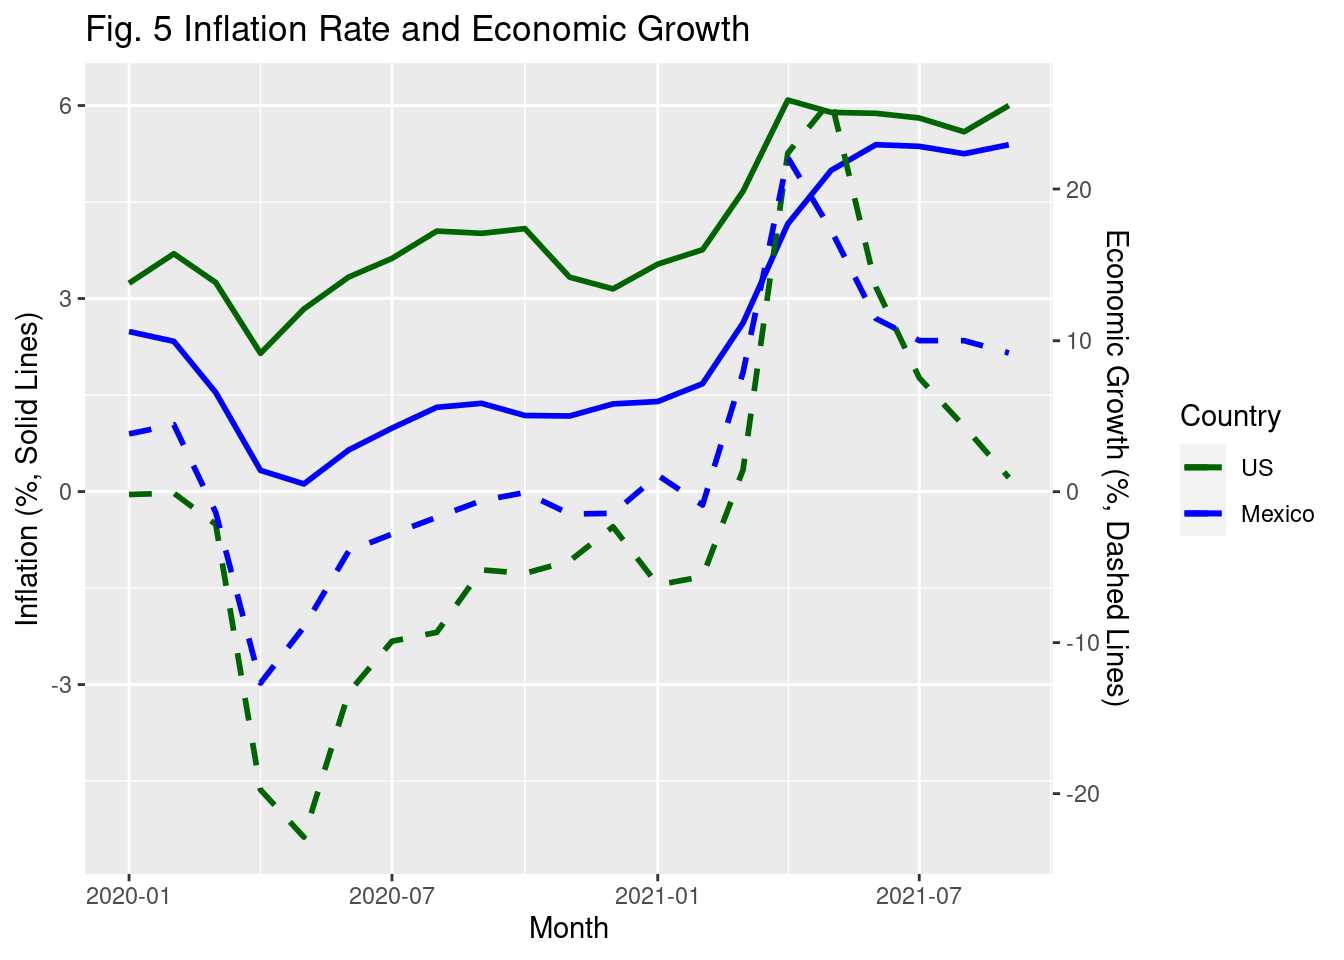 Fig. 5 Inflation Rate and Economic Growth
6
3
0
-3
Inflation (%, Solid Lines)
20
10
0
-10
-20
Economic Growth (%, Dashed Lines)
2020-01
2020-07
2021-01
2021-07
Month
Country
US
Mexico